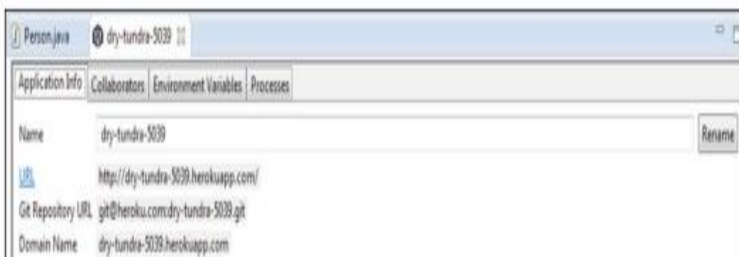 Person.java dry-tundra-5039
Application Info Collaborators Environment Variables Processes
Name dry-tundra-5039 Rename
URL http://dry-tundra-5039.herokuapp.com/
Git Repository URL git@heroku.com:dry-tundra-5039.git
Domain Name dry-tundra-5039.herokuapp.com